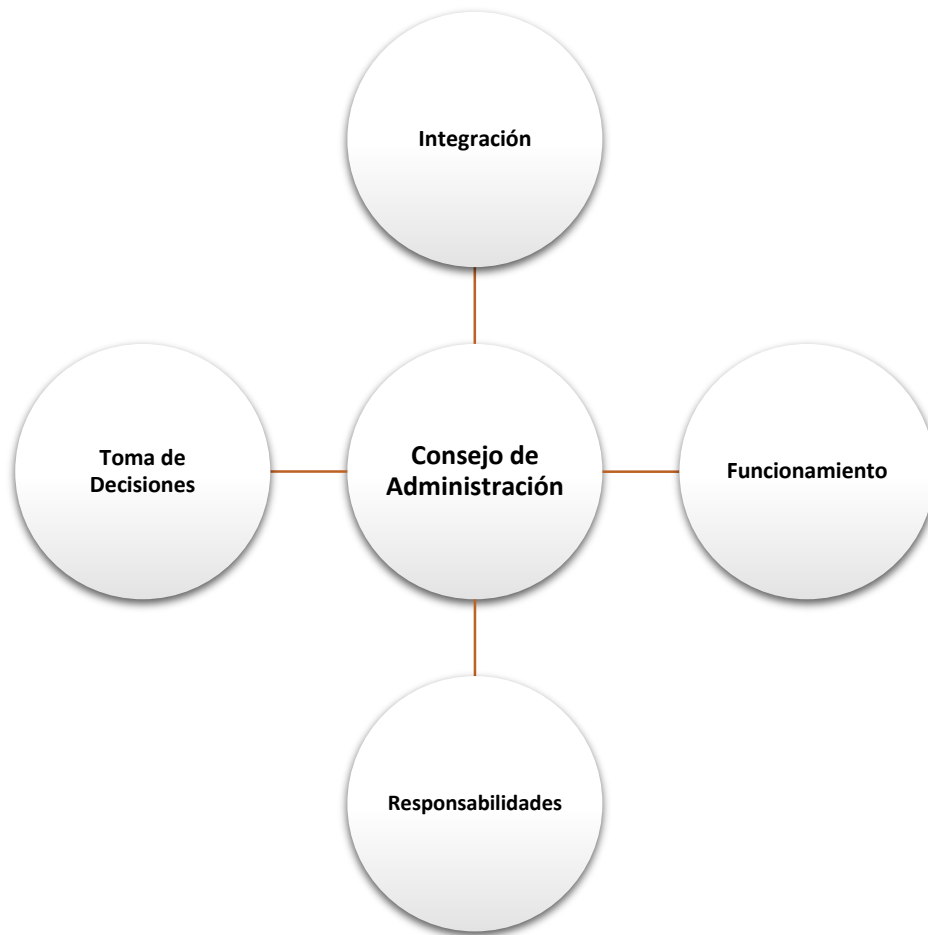 Integración
Toma de
Decisiones
Consejo de
Administración
Funcionamiento
Responsabilidades